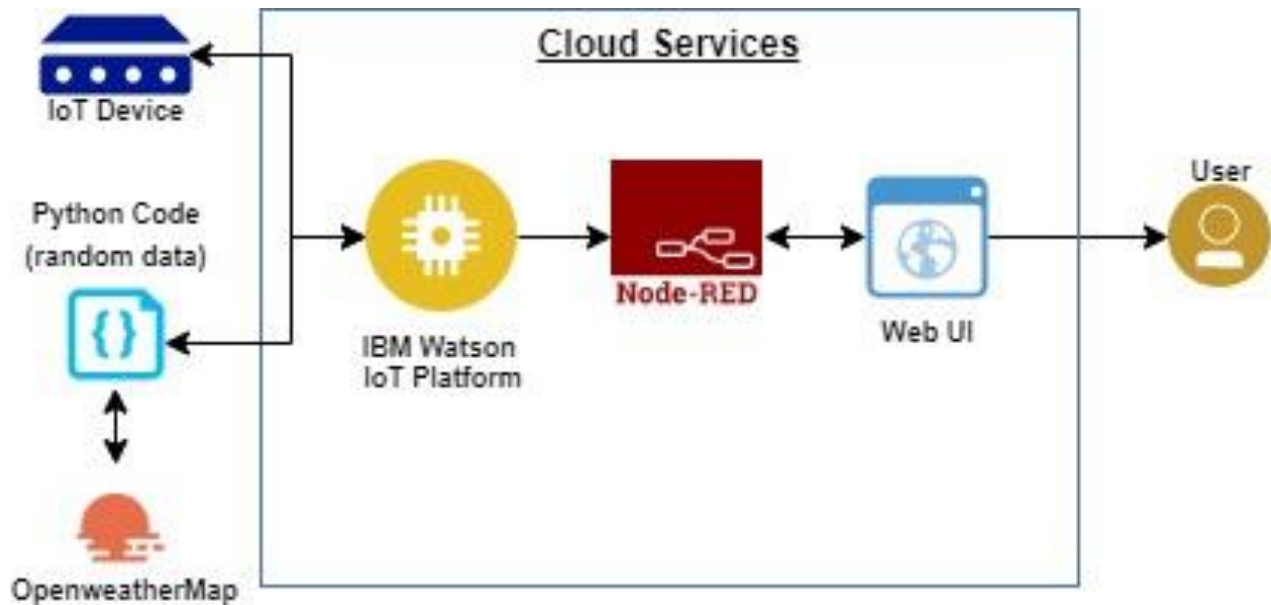 Cloud Services
IoT Device
Python Code
(random data)
OpenweatherMap
IBM Watson
IoT Platform
Node-RED
Web UI
User